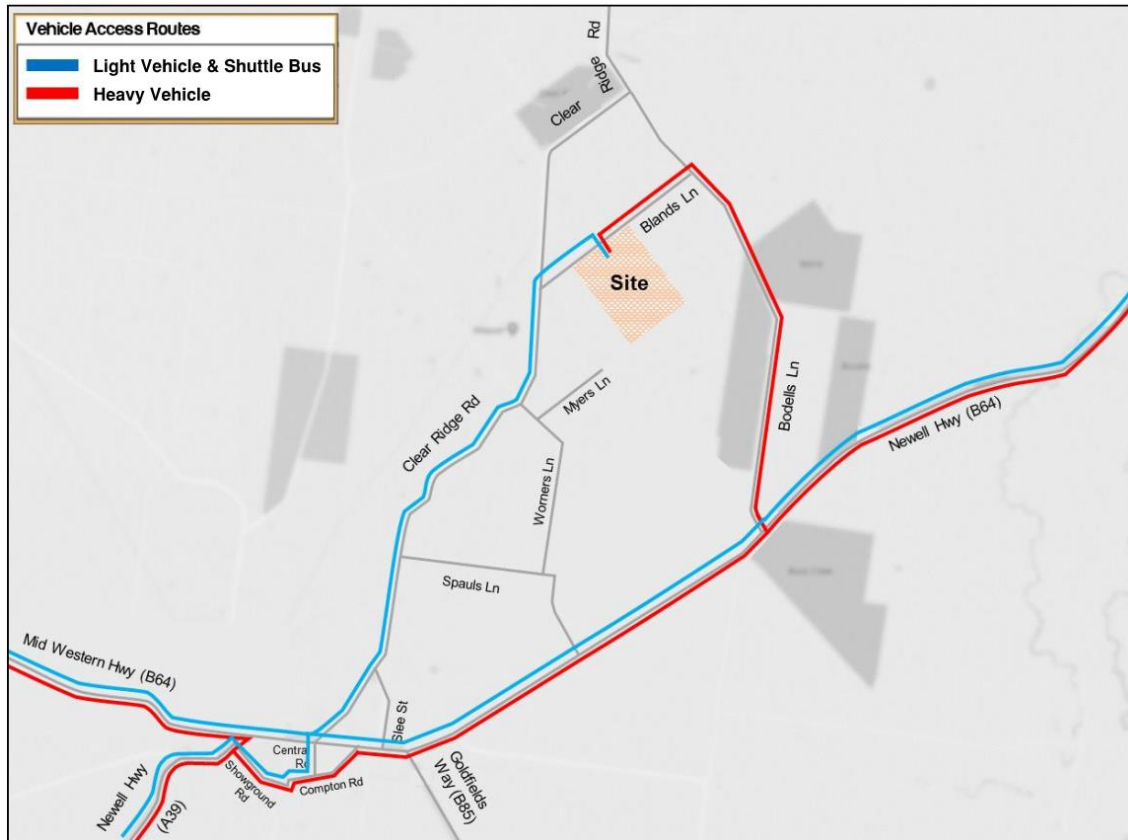 Vehicle Access Routes
Light Vehicle & Shuttle Bus
Heavy Vehicle
Clear Ridge Rd
Blands Ln
Site
Myers Ln
Clear Ridge Rd
Bodells Ln
Newell Hwy (B64)
Worners Ln
Spauls Ln
Mid Western Hwy (B64)
Slee St
Central
Rd
Goldfields
Way (B85)
Showground
Rd
Compton Rd
Newell Hwy
(A39)